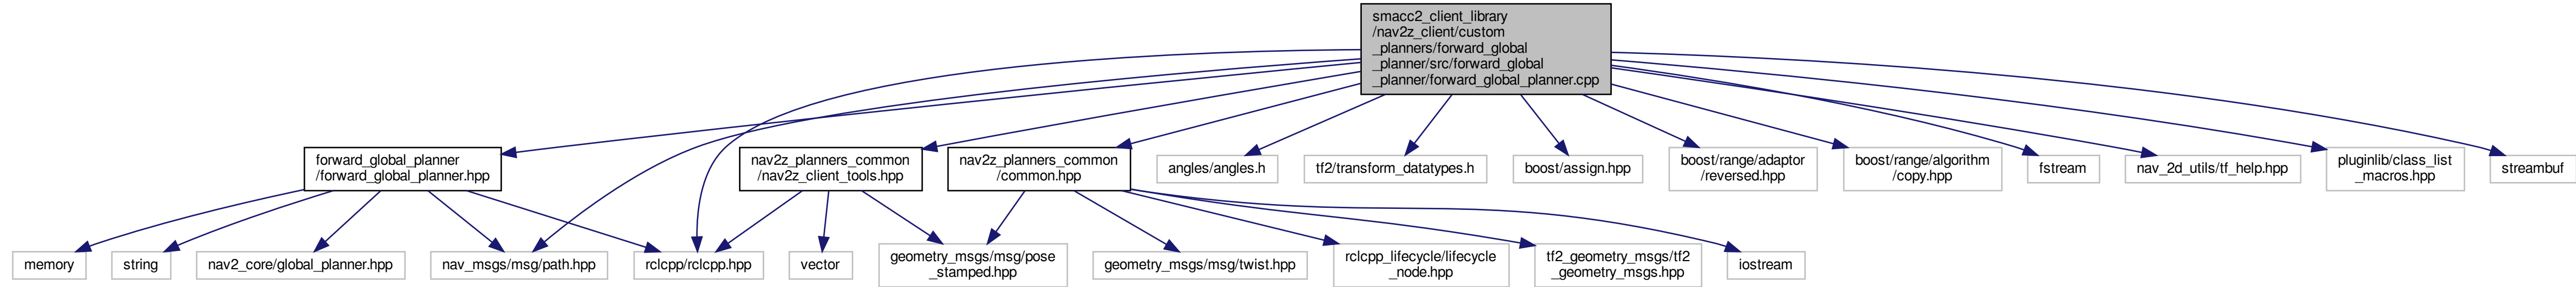 smacc2_client_library
/nav2z_client/custom
_planners/forward_global
_planner/src/forward_global
_planner/forward_global_planner.cpp
forward_global_planner
/forward_global_planner.hpp
nav2z_planners_common
/nav2z_client_tools.hpp
nav2z_planners_common
/common.hpp
angles/angles.h
tf2/transform_datatypes.h
boost/assign.hpp
boost/range/adaptor
/reversed.hpp
boost/range/algorithm
/copy.hpp
fstream
nav_2d_utils/tf_help.hpp
pluginlib/class_list
_macros.hpp
streambuf
memory
string
nav2_core/global_planner.hpp
nav_msgs/msg/path.hpp
rclcpp/rclcpp.hpp
vector
geometry_msgs/msg/pose
_stamped.hpp
geometry_msgs/msg/twist.hpp
rclcpp_lifecycle/lifecycle
_node.hpp
tf2_geometry_msgs/tf2
_geometry_msgs.hpp
iostream